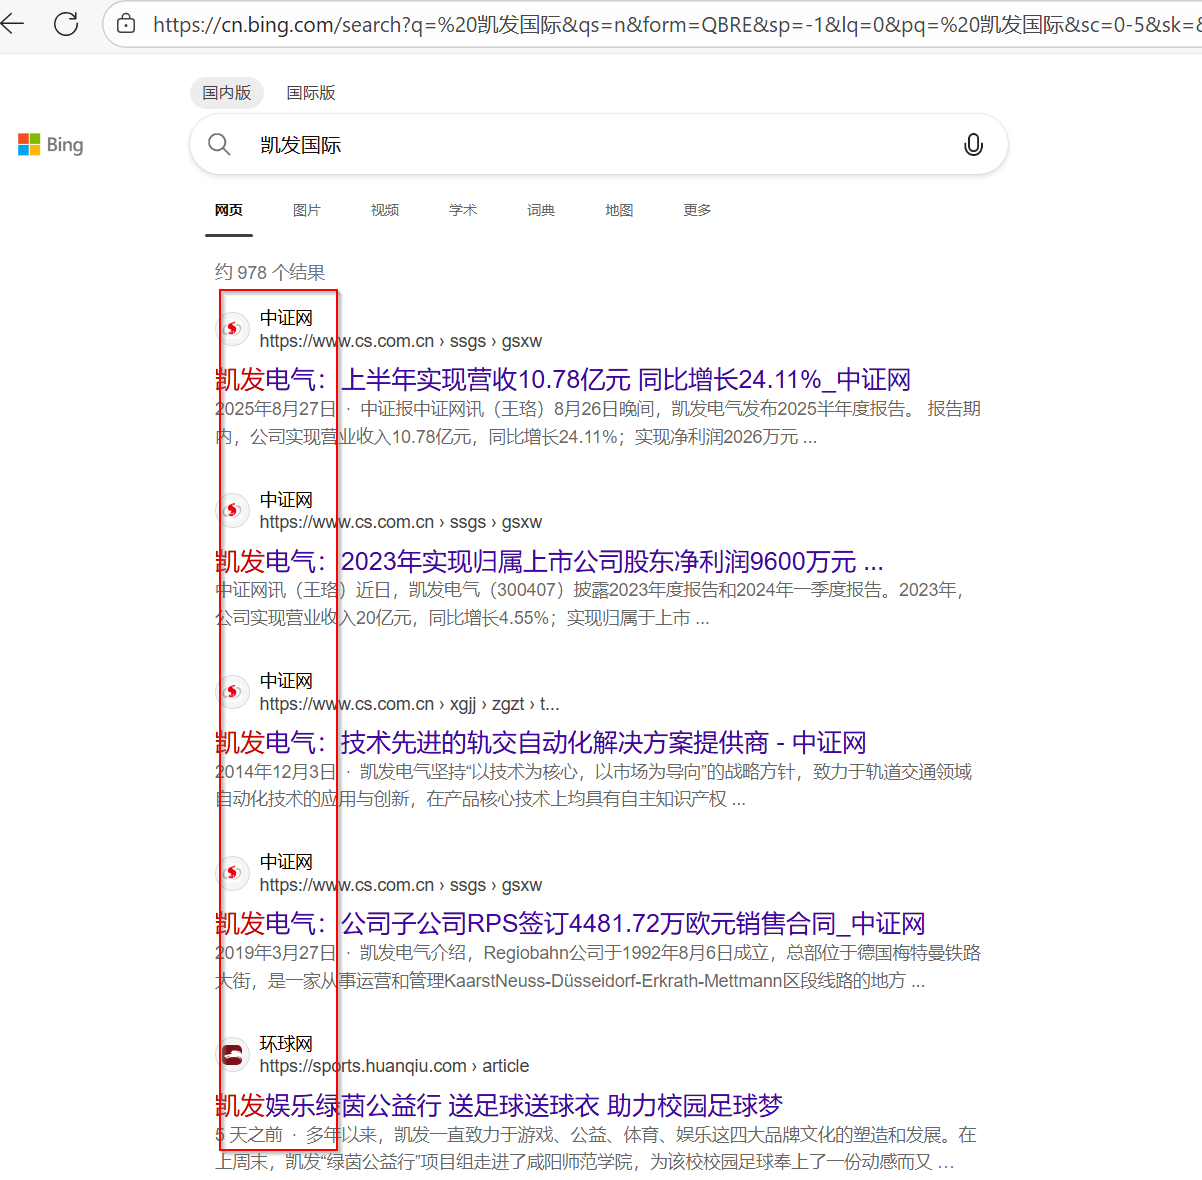 https://cn.bing.com/search?q=%20凯发国际&qs=n&form=QBRE&sp=-1&lq=0&pq=%20凯发国际&sc=0-5&sk=&
国内版 国际版
Bing
凯发国际
网页 图片 视频 学术 词典 地图 更多
约 978 个结果
中证网
https://www.cs.com.cn › ssgs › gsxw
凯发电气：上半年实现营收10.78亿元 同比增长24.11%_中证网
2025年8月27日 · 中证报中证网讯（王珞）8月26日晚间，凯发电气发布2025半年度报告。 报告期
内，公司实现营业收入10.78亿元，同比增长24.11%；实现净利润2026万元 ...
中证网
https://www.cs.com.cn › ssgs › gsxw
凯发电气：2023年实现归属上市公司股东净利润9600万元 ...
中证网讯（王珞）近日，凯发电气（300407）披露2023年度报告和2024年一季度报告。2023年，
公司实现营业收入20亿元，同比增长4.55%；实现归属于上市 ...
中证网
https://www.cs.com.cn › xgjj › zgzt › t...
凯发电气：技术先进的轨交自动化解决方案提供商 - 中证网
2014年12月3日 · 凯发电气坚持“以技术为核心，以市场为导向”的战略方针，致力于轨道交通领域
自动化技术的应用与创新，在产品核心技术上均具有自主知识产权 ...
中证网
https://www.cs.com.cn › ssgs › gsxw
凯发电气：公司子公司RPS签订4481.72万欧元销售合同_中证网
2019年3月27日 · 凯发电气介绍，Regiobahn公司于1992年8月6日成立，总部位于德国梅特曼铁路
大街，是一家从事运营和管理KaarstNeuss-Düsseidorf-Erkrath-Mettmann区段线路的地方 ...
环球网
https://sports.huanqiu.com › article
凯发娱乐绿茵公益行 送足球送球衣 助力校园足球梦
5 天之前 · 多年以来，凯发一直致力于游戏、公益、体育、娱乐这四大品牌文化的塑造和发展。在
上周末，凯发“绿茵公益行”项目组走进了咸阳师范学院，为该校校园足球奉上了一份动感而又 ...